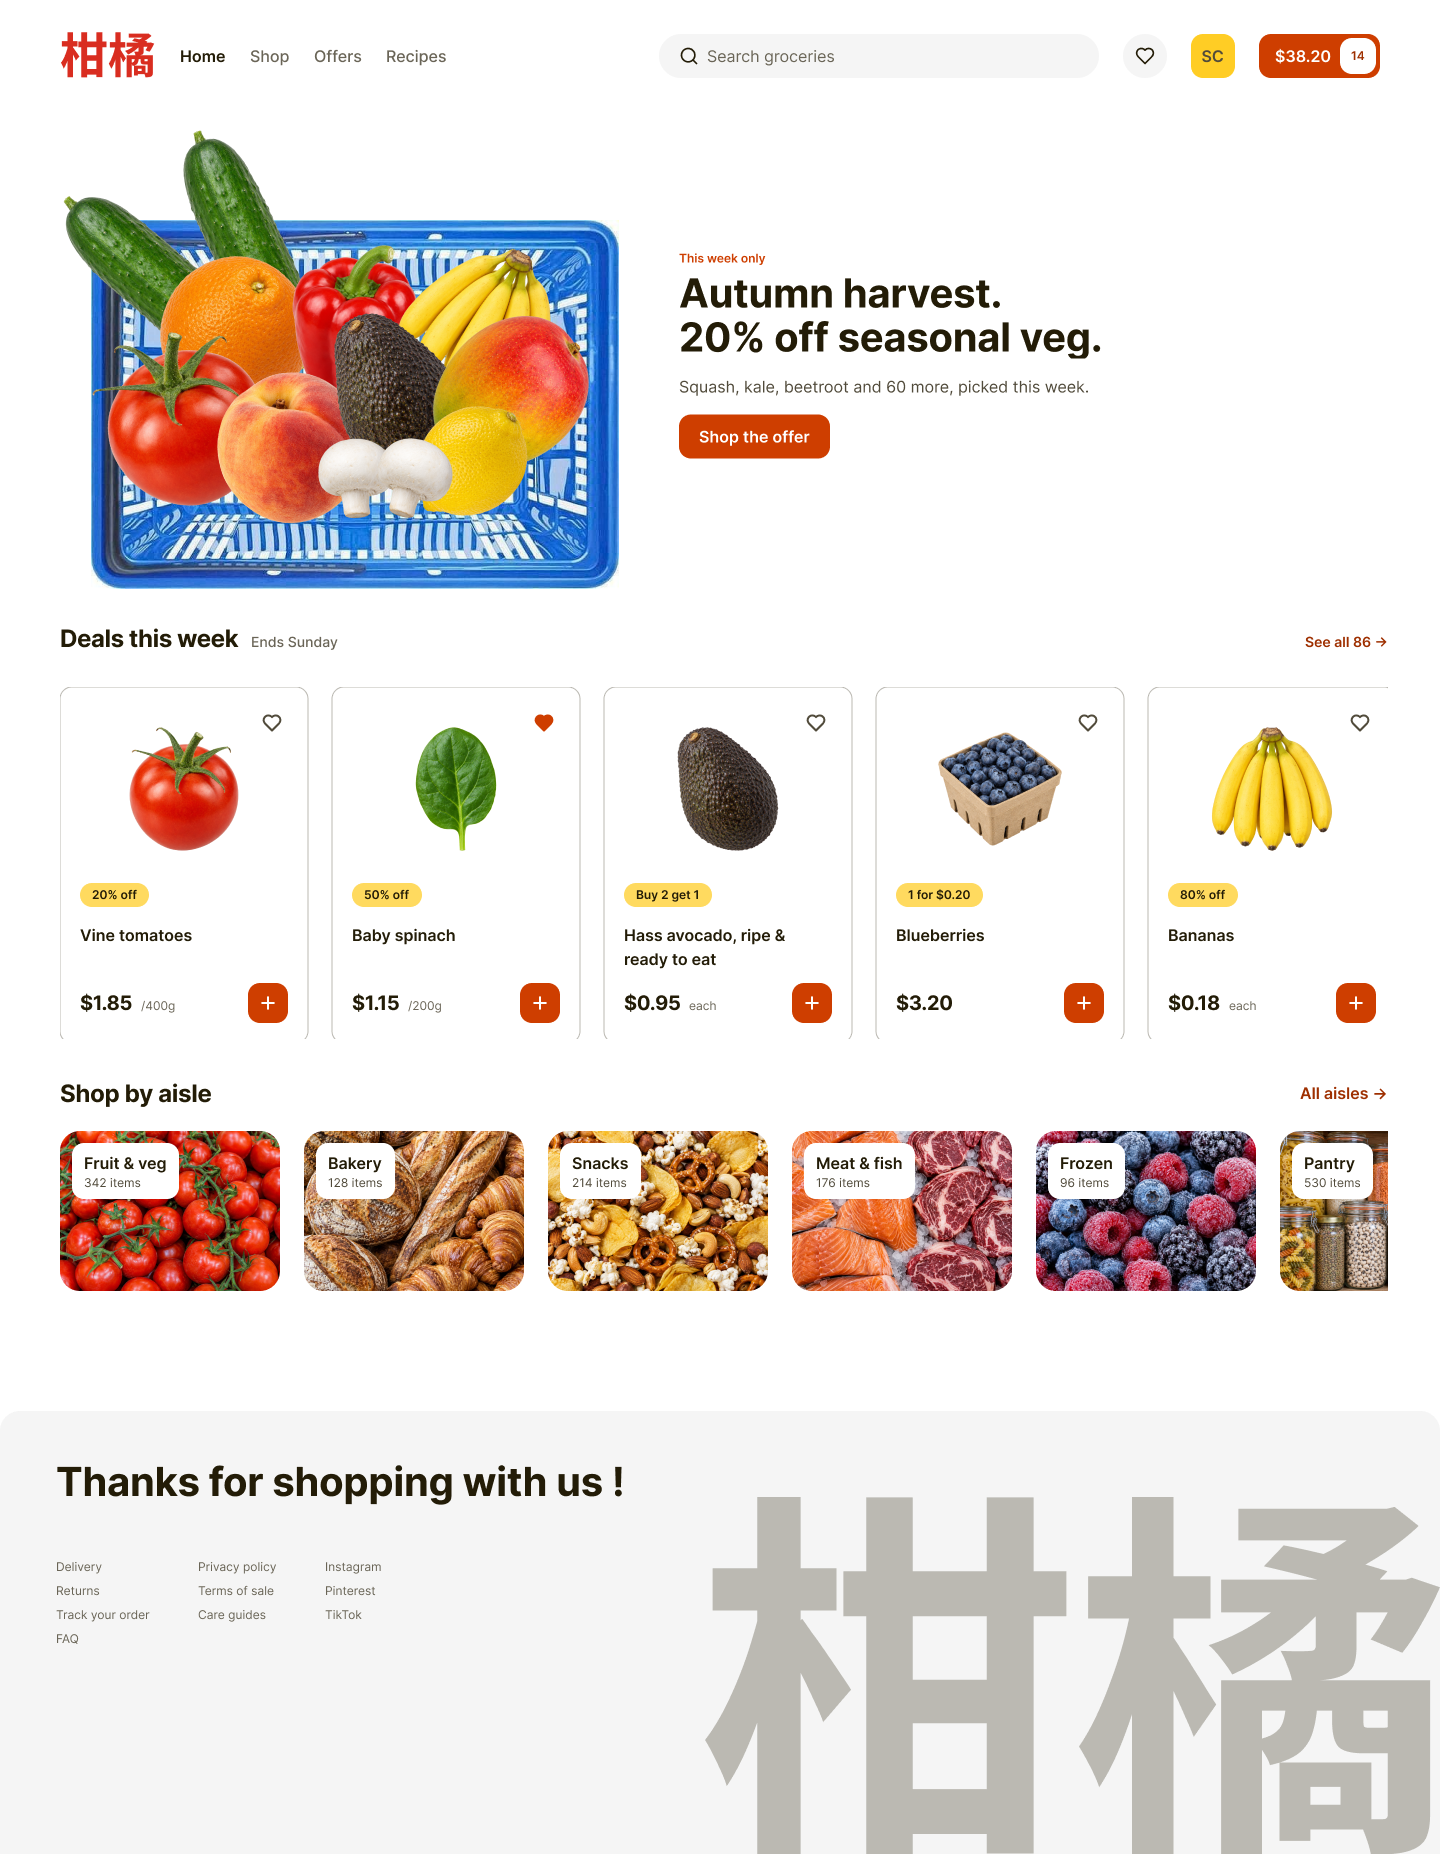 柑橘
Home
Shop
Offers
Recipes
Search groceries
SC
$38.20
14
This week only
Autumn harvest.
20% off seasonal veg.
Squash, kale, beetroot and 60 more, picked this week.
Shop the offer
Deals this week
Ends Sunday
See all 86 →
20% off
Vine tomatoes
$1.85 /400g
50% off
Baby spinach
$1.15 /200g
Buy 2 get 1
Hass avocado, ripe &
ready to eat
$0.95 each
1 for $0.20
Blueberries
$3.20
80% off
Bananas
$0.18 each
Shop by aisle
All aisles →
Fruit & veg
342 items
Bakery
128 items
Snacks
214 items
Meat & fish
176 items
Frozen
96 items
Pantry
530 items
Thanks for shopping with us !
Delivery
Returns
Track your order
FAQ
Privacy policy
Terms of sale
Care guides
Instagram
Pinterest
TikTok
柑橘